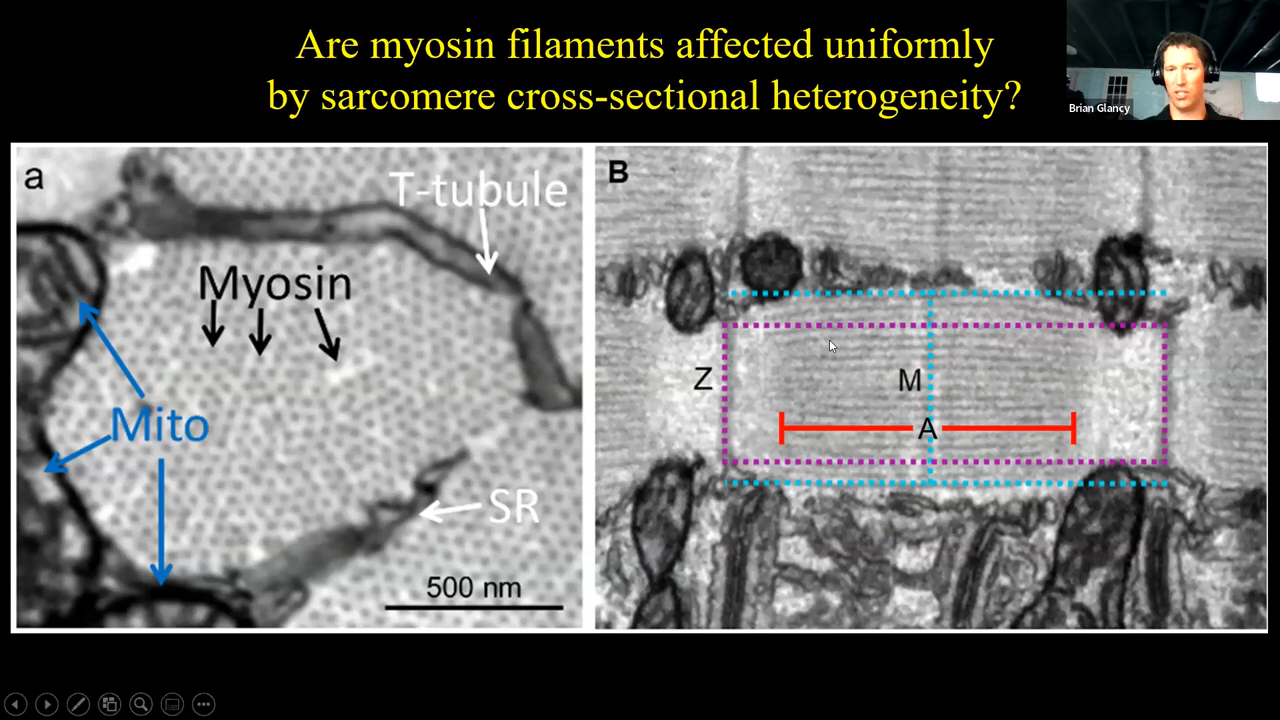 Are myosin filaments affected uniformly
by sarcomere cross-sectional heterogeneity?
Brian Glancy
a
T-tubule
Myosin
Mito
SR
500 nm
B
Z
M
A